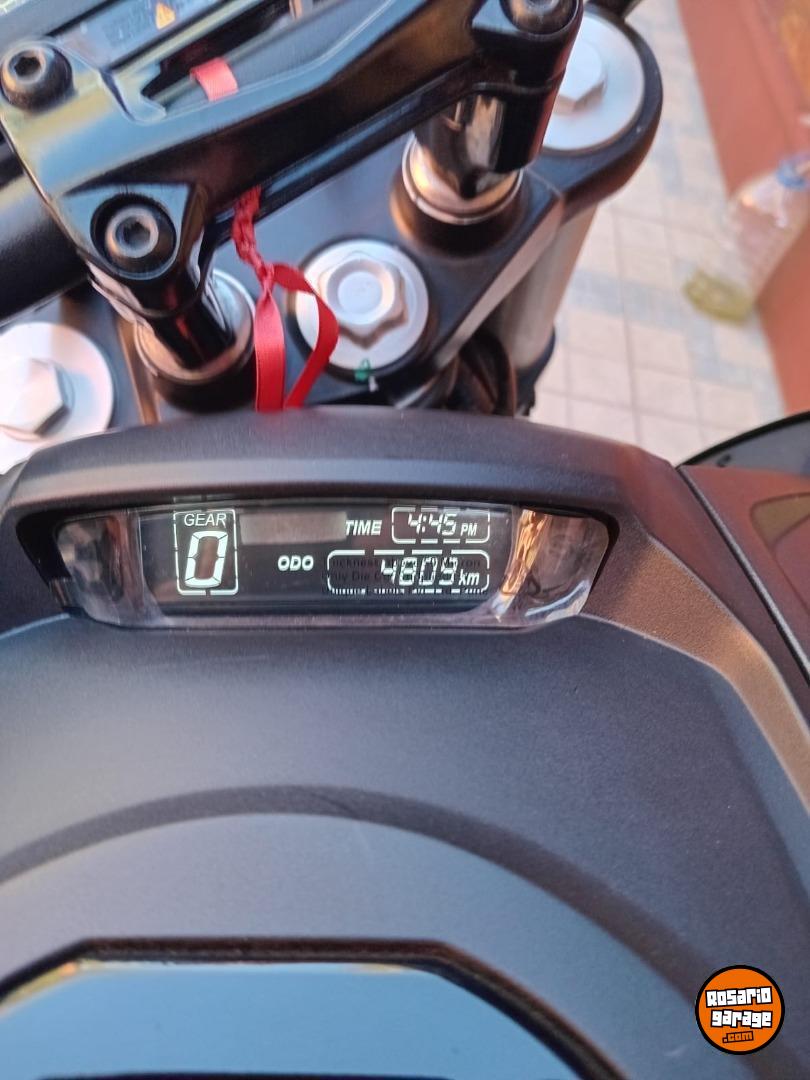 GEAR
0
TIME 4:45 PM
ODO 4809 km
Rosario
garage
.com